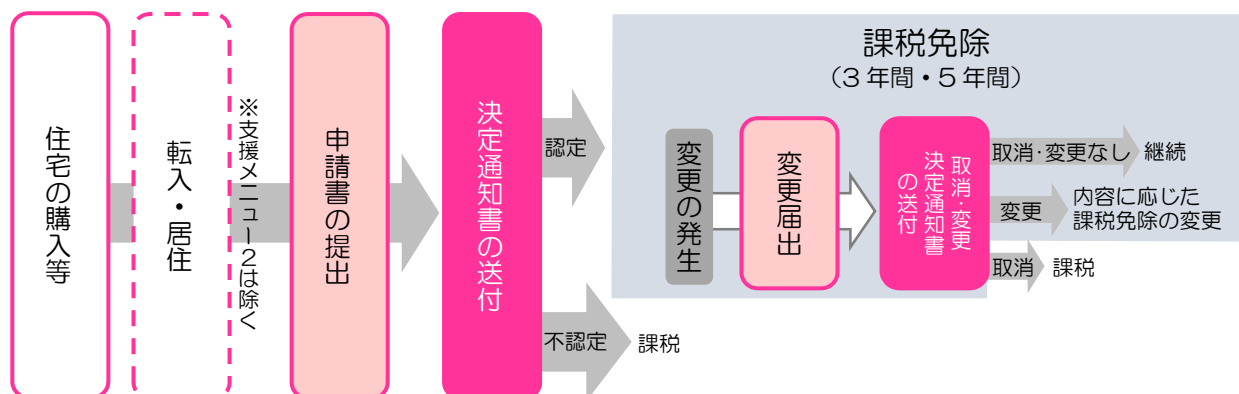 住宅の購入等
転入・居住
※支援メニュー2は除く
申請書の提出
決定通知書の送付
認定
不認定
課税
課税免除
（3年間・5年間）
変更の発生
変更届出
取消・変更
決定通知書
の送付
取消・変更なし
継続
変更
内容に応じた
課税免除の変更
取消
課税